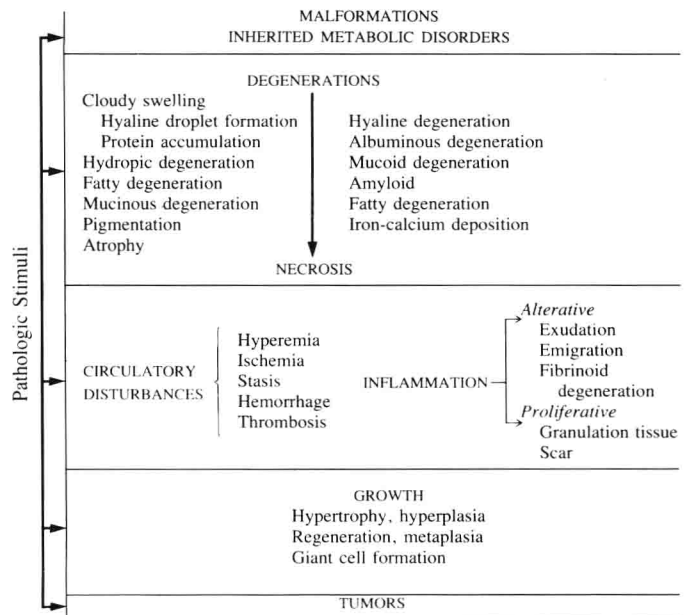 Pathologic Stimuli
MALFORMATIONS
INHERITED METABOLIC DISORDERS
DEGENERATIONS
Cloudy swelling
Hyaline droplet formation
Protein accumulation
Hydropic degeneration
Fatty degeneration
Mucinous degeneration
Pigmentation
Atrophy
Hyaline degeneration
Albuminous degeneration
Mucoid degeneration
Amyloid
Fatty degeneration
Iron-calcium deposition
NECROSIS
CIRCULATORY
DISTURBANCES
Hyperemia
Ischemia
Stasis
Hemorrhage
Thrombosis
INFLAMMATION
Alterative
Exudation
Emigration
Fibrinoid
degeneration
Proliferative
Granulation tissue
Scar
GROWTH
Hypertrophy, hyperplasia
Regeneration, metaplasia
Giant cell formation
TUMORS